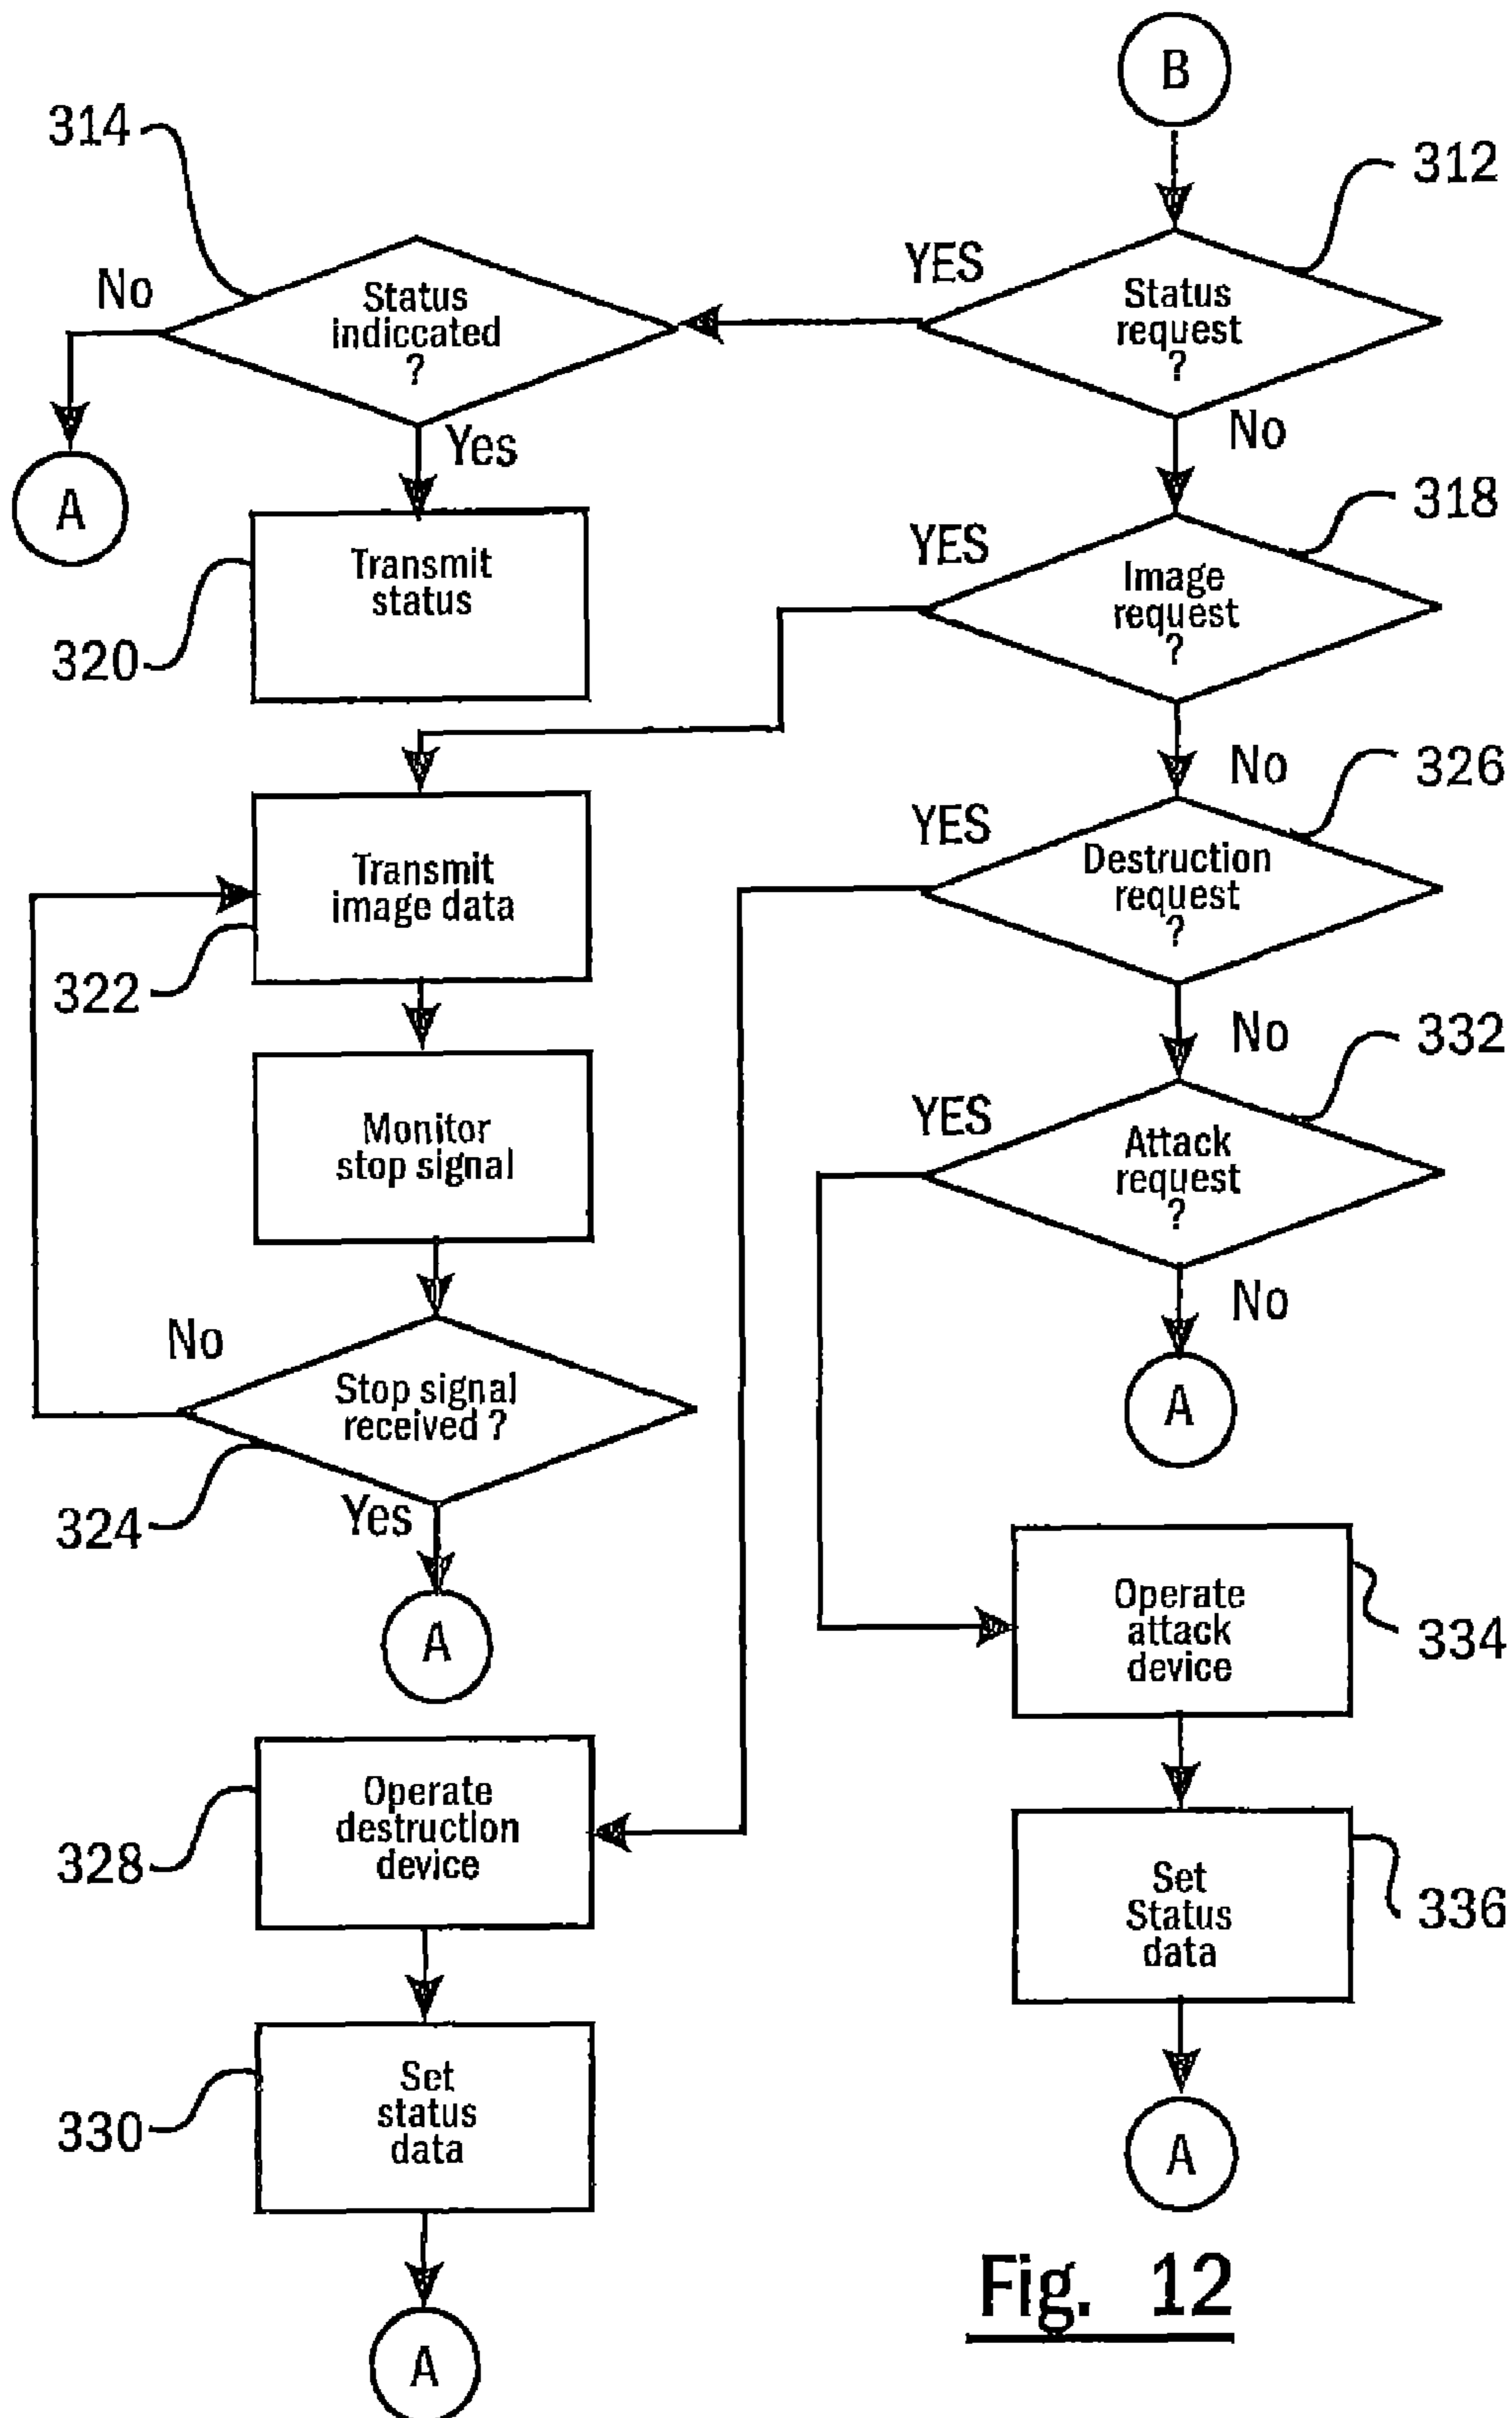 B
314
312
No
YES
Status
indiccated
?
Status
request
?
Yes
No
A
318
YES
Transmit
status
Image
request
?
320
No
326
YES
Transmit
image data
Destruction
request
?
322
No
332
YES
Monitor
stop signal
Attack
request
?
No
No
Stop signal
received ?
A
324
Yes
A
Operate
attack
device
334
Operate
destruction
device
328
Set
Status
data
336
Set
status
data
330
A
A
Fig. 12